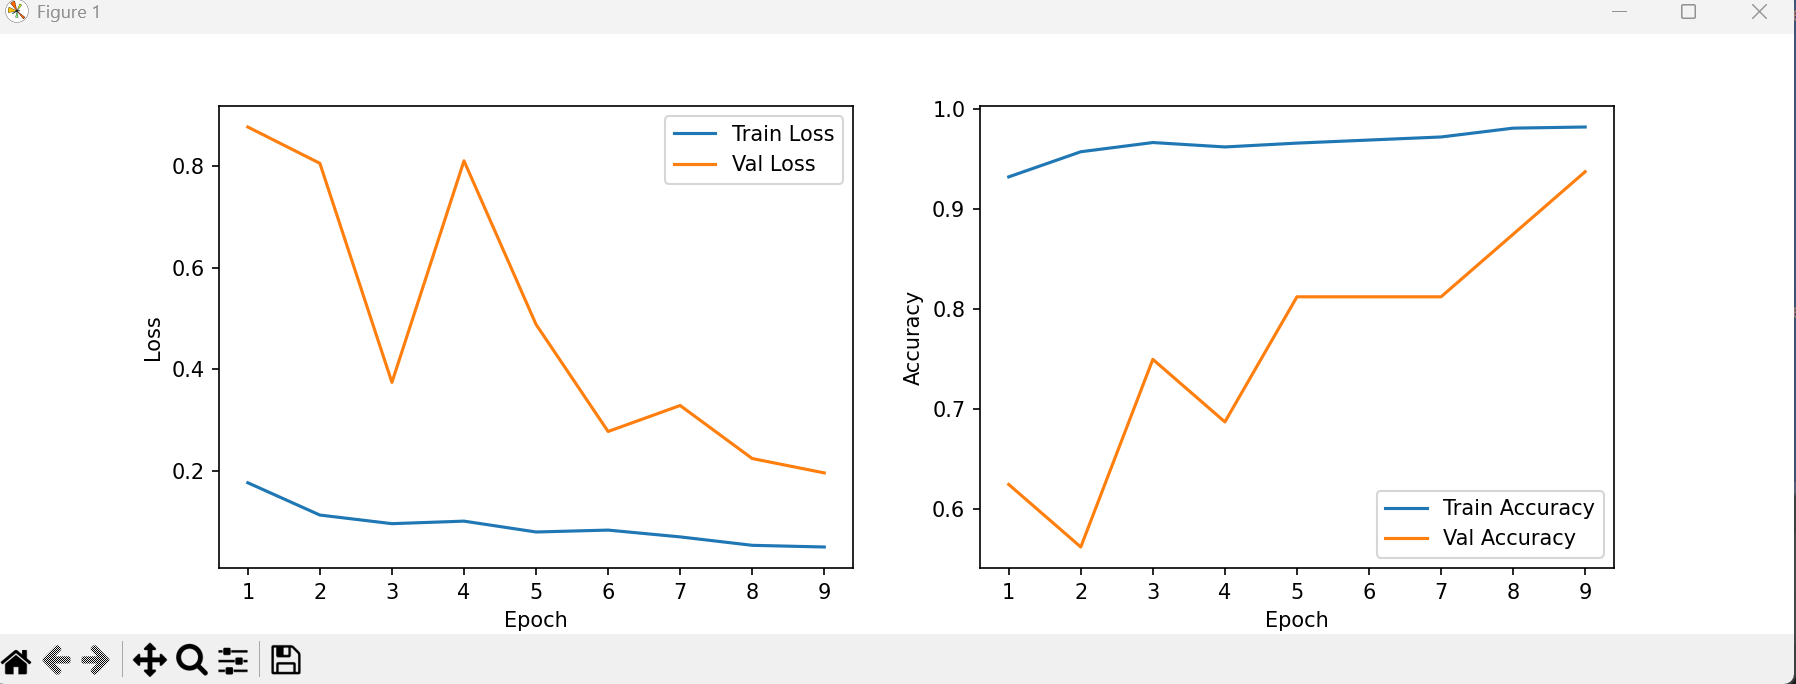 Figure 1
Train Loss
Val Loss
0.8
0.6
0.4
0.2
Loss
1 2 3 4 5 6 7 8 9
Epoch
1.0
0.9
0.8
0.7
0.6
Accuracy
Train Accuracy
Val Accuracy
1 2 3 4 5 6 7 8 9
Epoch